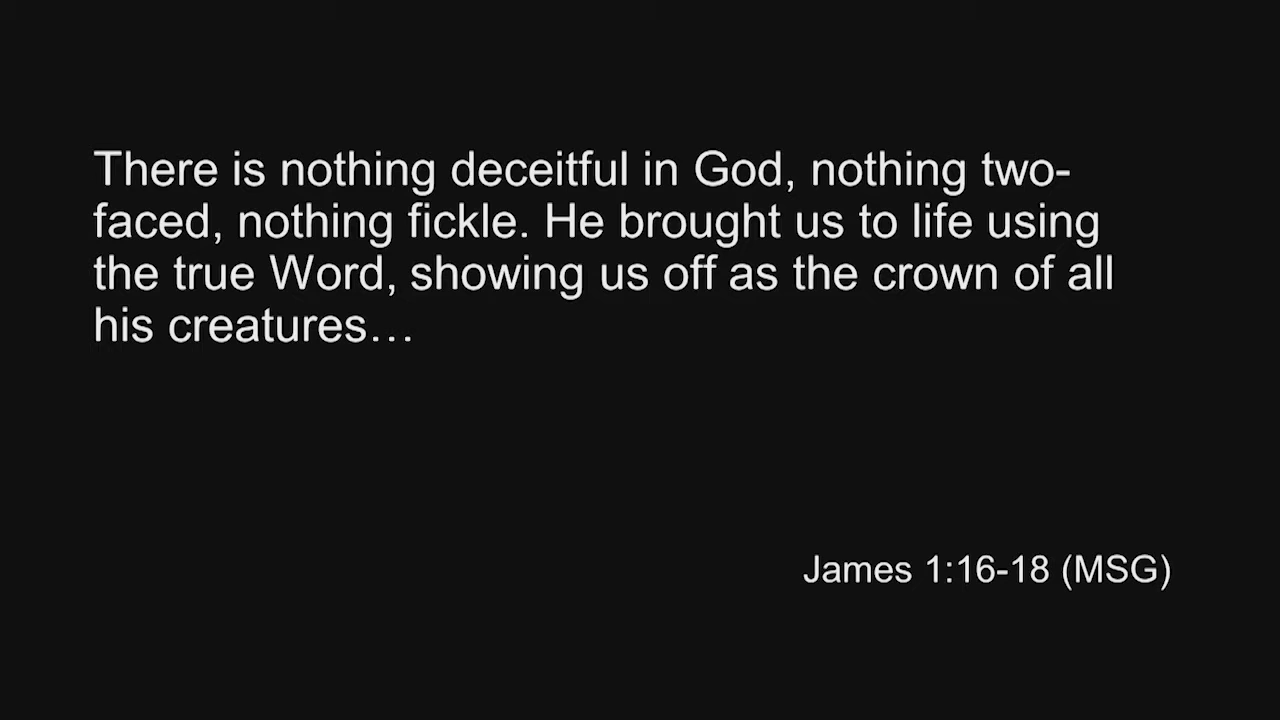 There is nothing deceitful in God, nothing two-
faced, nothing fickle. He brought us to life using
the true Word, showing us off as the crown of all
his creatures…
James 1:16-18 (MSG)